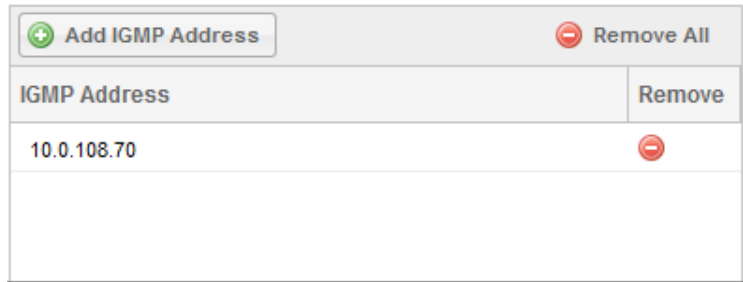 Add IGMP Address Remove All
IGMP Address Remove
10.0.108.70